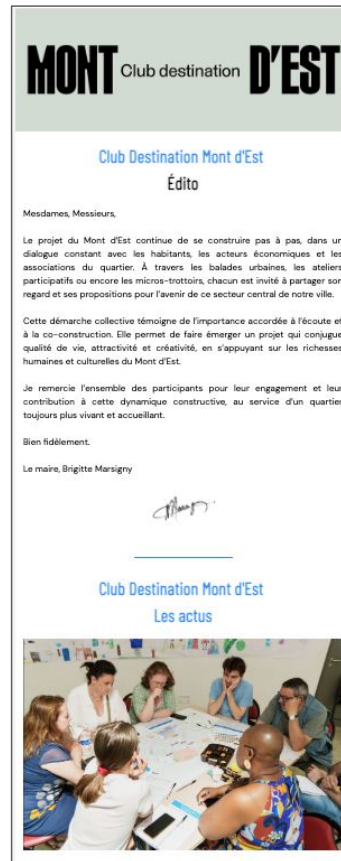 MONT Club destination D'EST
Club Destination Mont d'Est
Édito
Mesdames, Messieurs,
Le projet du Mont d'Est continue de se construire pas à pas, dans un
dialogue constant avec les habitants, les acteurs économiques et les
associations du quartier. À travers les balades urbaines, les ateliers
participatifs ou encore les micros-trottoirs, chacun est invité à partager son
regard et ses propositions pour l'avenir de ce secteur central de notre ville.
Cette démarche collective témoigne de l'importance accordée à l'écoute et
à la co-construction. Elle permet de faire émerger un projet qui conjugue
qualité de vie, attractivité et créativité, en s'appuyant sur les richesses
humaines et culturelles du Mont d'Est.
Je remercie l'ensemble des participants pour leur engagement et leur
contribution à cette dynamique constructive, au service d'un quartier
toujours plus vivant et accueillant.
Bien fidèlement.
Le maire, Brigitte Marsigny
Club Destination Mont d'Est
Les actus